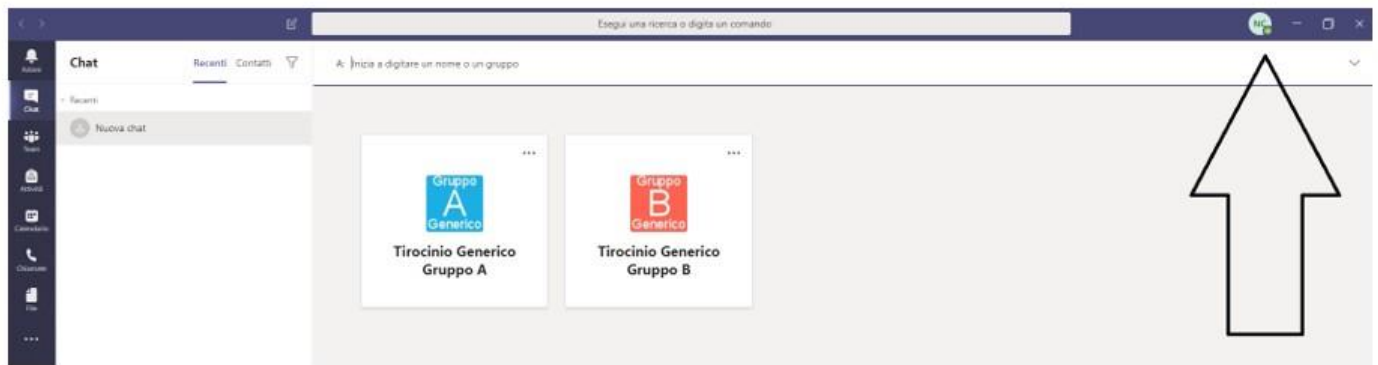 Esegui una ricerca o digita un comando
NC
Chat
Recenti
Contatti
A: Inizia a digitare un nome o un gruppo
Recenti
Nuova chat
Chat
Team
Attività
Calendario
Chiamate
File
Gruppo
A
Generico
Tirocinio Generico
Gruppo A
Gruppo
B
Generico
Tirocinio Generico
Gruppo B